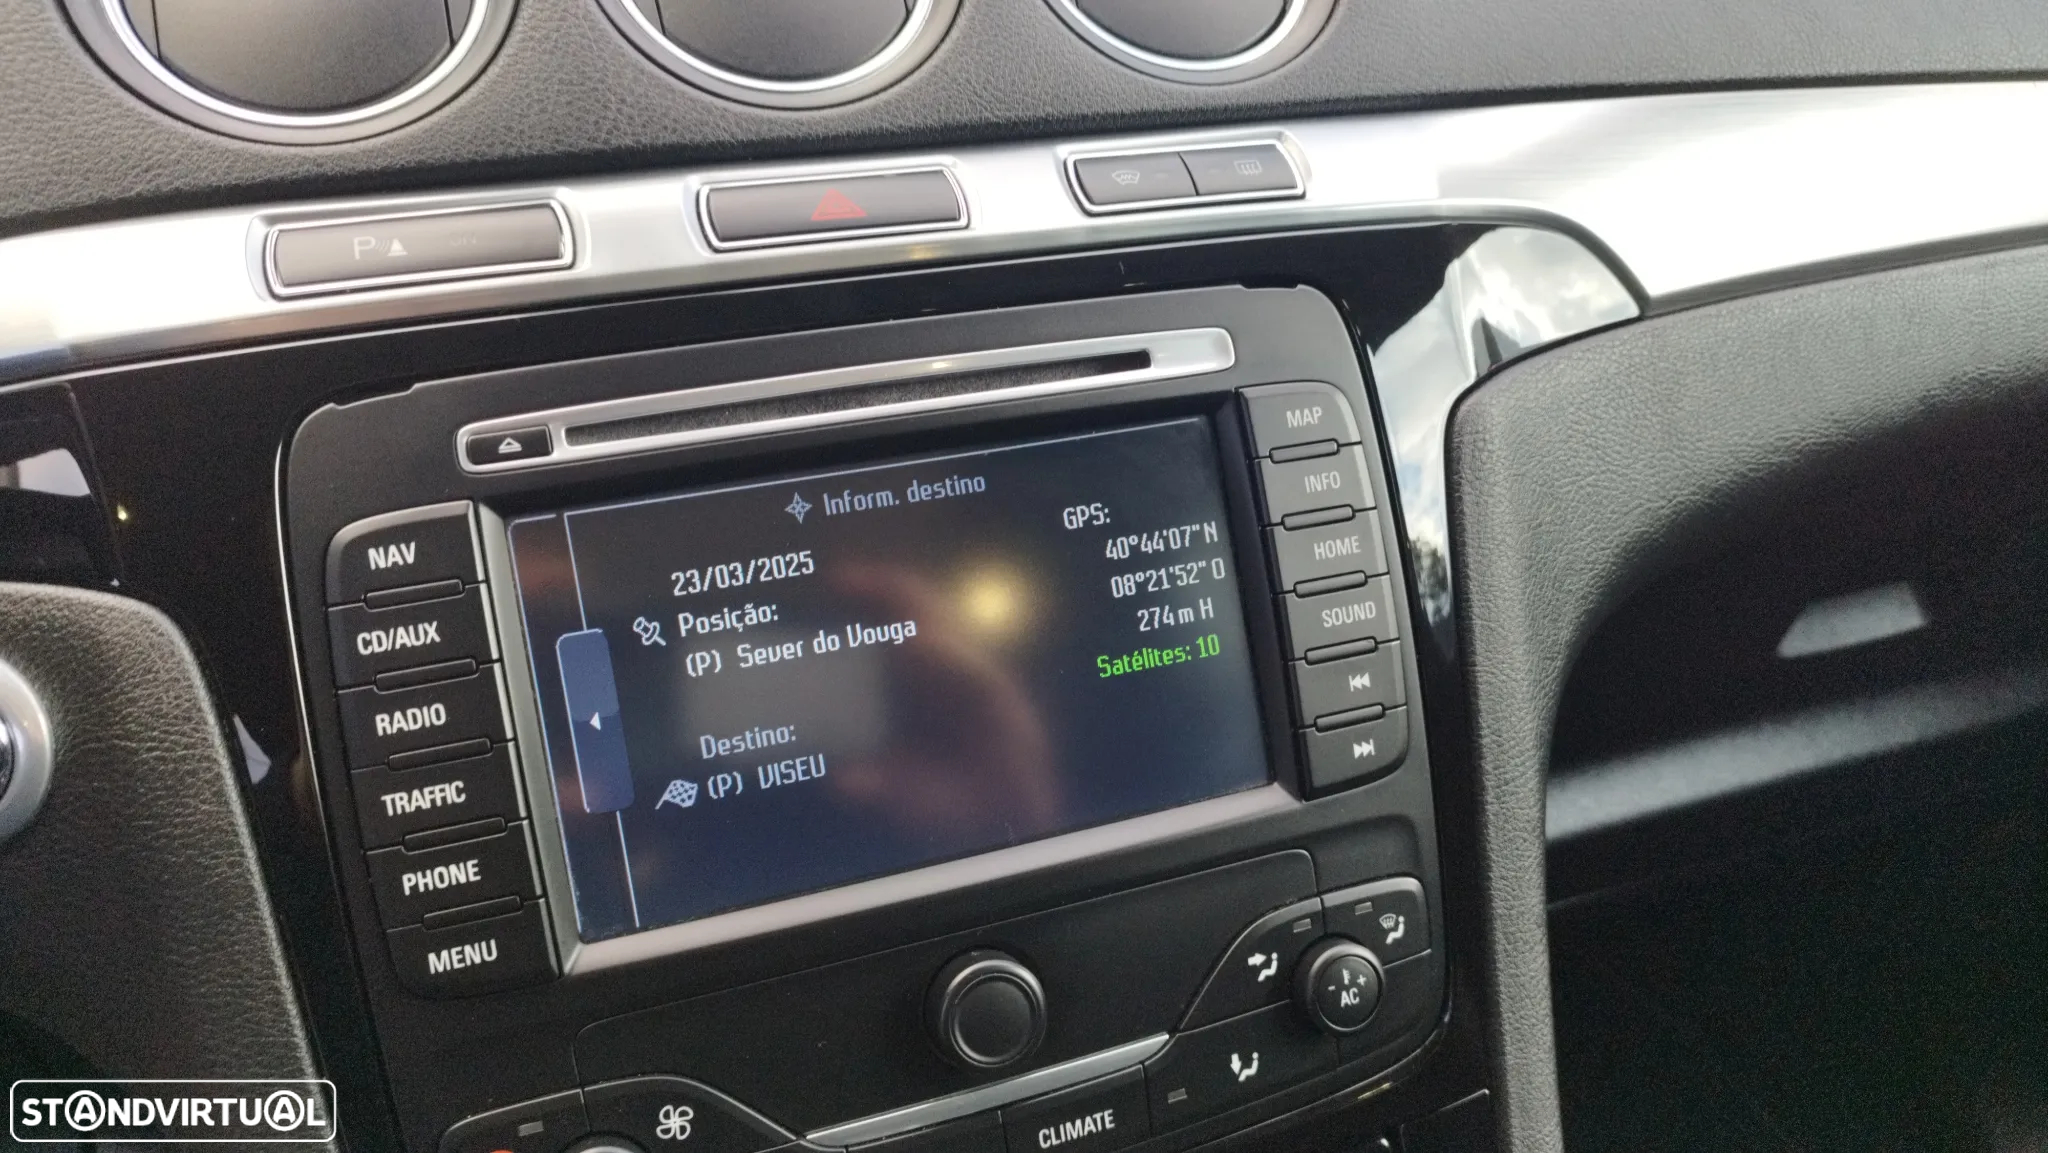 P
MAP
INFO
HOME
SOUND
NAV
CD/AUX
RADIO
TRAFFIC
PHONE
MENU
Inform. destino
23/03/2025
Posição:
(P) Sever do Vouga
Destino:
(P) VISEU
GPS:
40°44'07" N
08°21'52" O
274m H
Satélites: 10
- +
AC
CLIMATE
STANDVIRTUAL